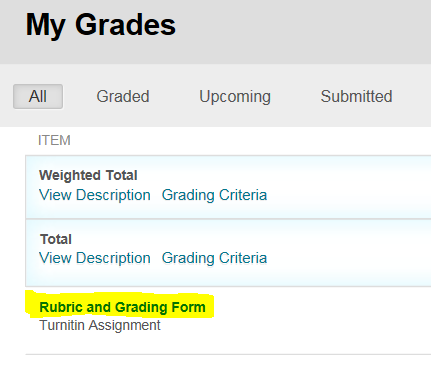 My Grades
All Graded Upcoming Submitted
ITEM
Weighted Total
View Description Grading Criteria
Total
View Description Grading Criteria
Rubric and Grading Form
Turnitin Assignment